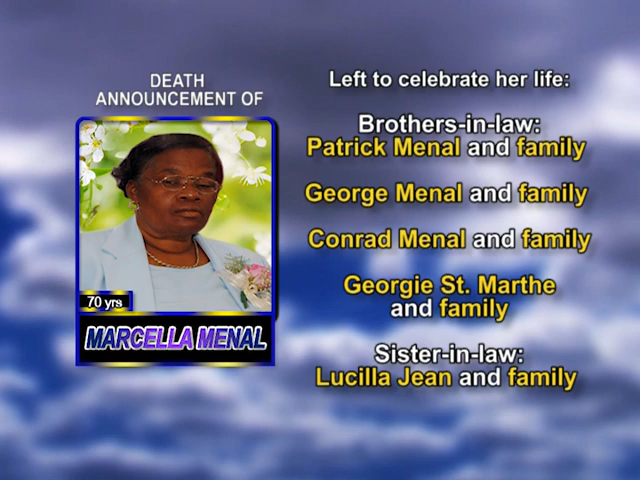 DEATH
ANNOUNCEMENT OF
70 yrs
MARCELLA MENAL
Left to celebrate her life:
Brothers-in-law:
Patrick Menal and family
George Menal and family
Conrad Menal and family
Georgie St. Marthe
and family
Sister-in-law:
Lucilla Jean and family